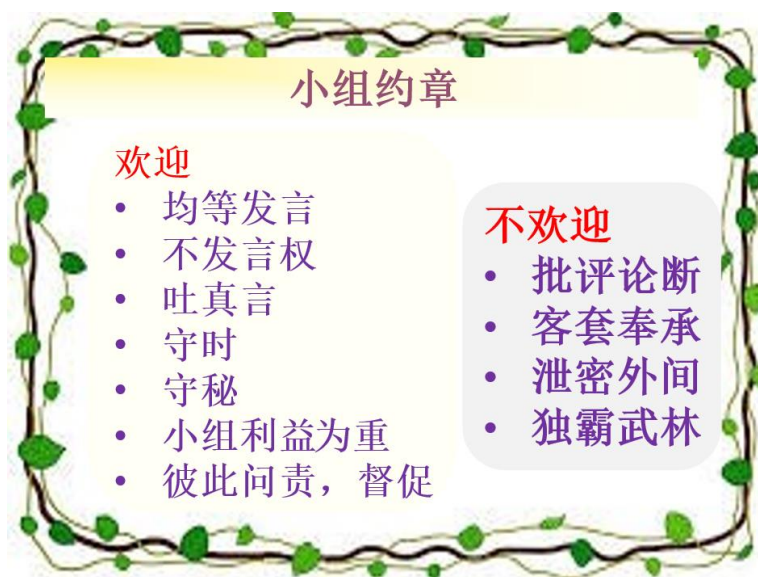 小组约章
欢迎
• 均等发言
• 不发言权
• 吐真言
• 守时
• 守秘
• 小组利益为重
• 彼此问责，督促
不欢迎
• 批评论断
• 客套奉承
• 泄密外间
• 独霸武林